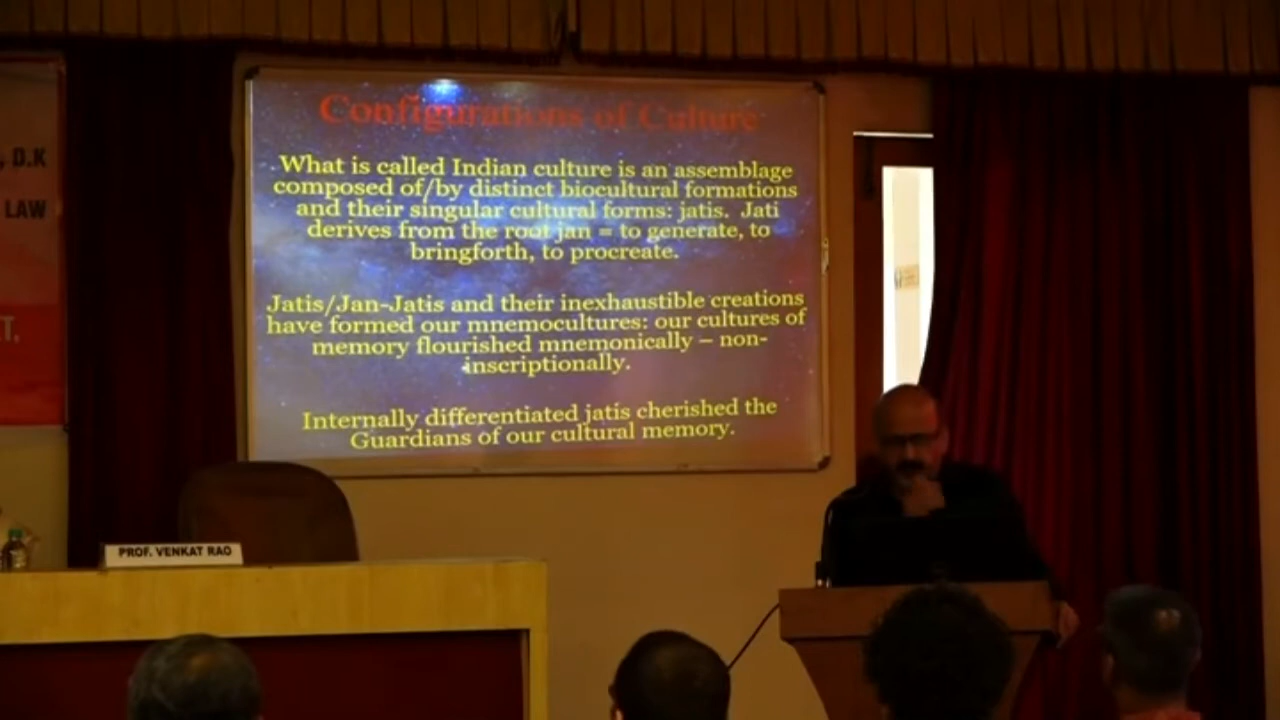 Configurations of Culture
What is called Indian culture is an assemblage
composed of/by distinct biocultural formations
and their singular cultural forms: jatis. Jati
derives from the root jan = to generate, to
bringforth, to procreate.
Jatis/Jan-Jatis and their inexhaustible creations
have formed our mnemocultures: our cultures of
memory flourished mnemonically – non-
inscriptionally.
Internally differentiated jatis cherished the
Guardians of our cultural memory.
, D.K
LAW
T,
PROF. VENKAT RAO